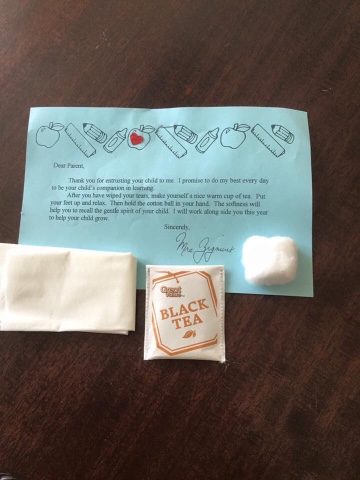 Dear Parent,
Thank you for entrusting your child to me. I promise to do my best every day
to be your child's companion in learning.
After you have wiped your tears, make yourself a nice warm cup of tea. Put
your feet up and relax. Then hold the cotton ball in your hand. The softness will
help you to recall the gentle spirit of your child. I will work along side you this year
to help your child grow.
Sincerely,
Mrs. Zigment
Great Value
BLACK
TEA